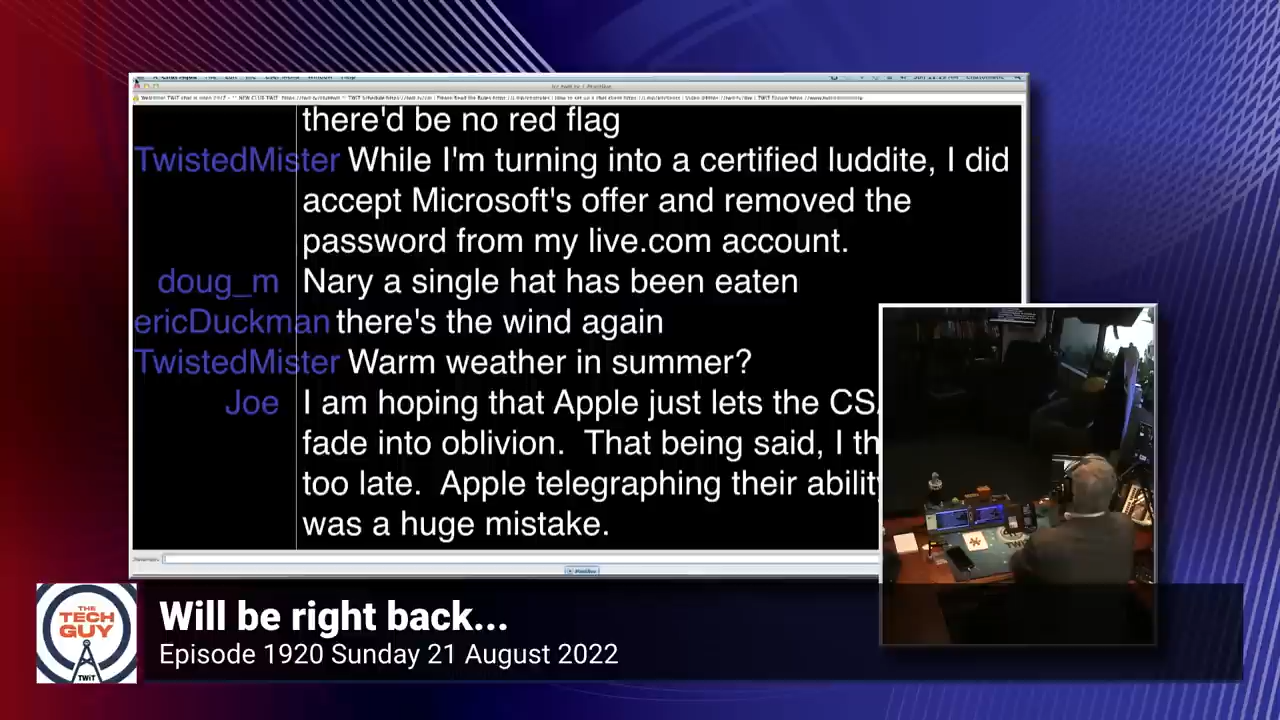 there'd be no red flag
TwistedMister While I'm turning into a certified luddite, I did
accept Microsoft's offer and removed the
password from my live.com account.
doug_m Nary a single hat has been eaten
ericDuckman there's the wind again
TwistedMister Warm weather in summer?
Joe I am hoping that Apple just lets the
fade into oblivion. That being said, I
too late. Apple telegraphing their
was a huge mistake.
THE
TECH
GUY
TWiT
Will be right back...
Episode 1920 Sunday 21 August 2022